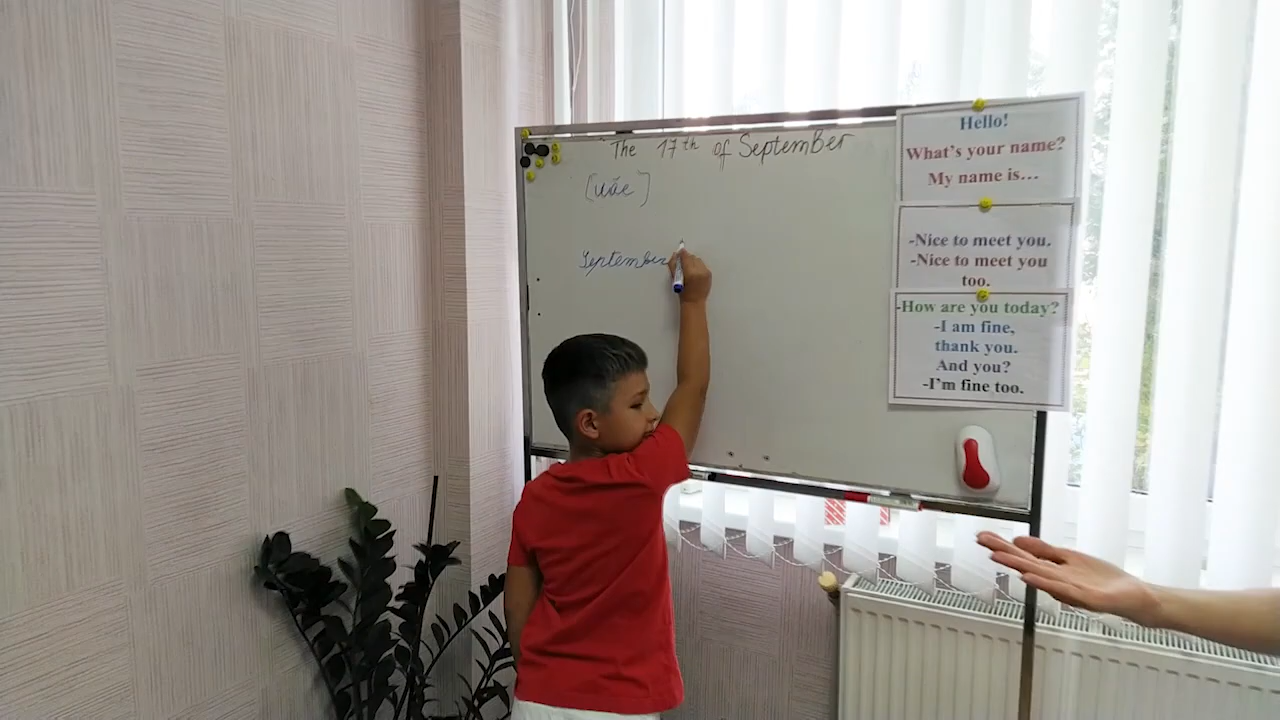 The 17th of SeptemBer
September
Hello!
What's your name?
My name is...
-Nice to meet you.
-Nice to meet you
too.
-How are you today?
-I am fine,
thank you.
And you?
-I'm fine too.